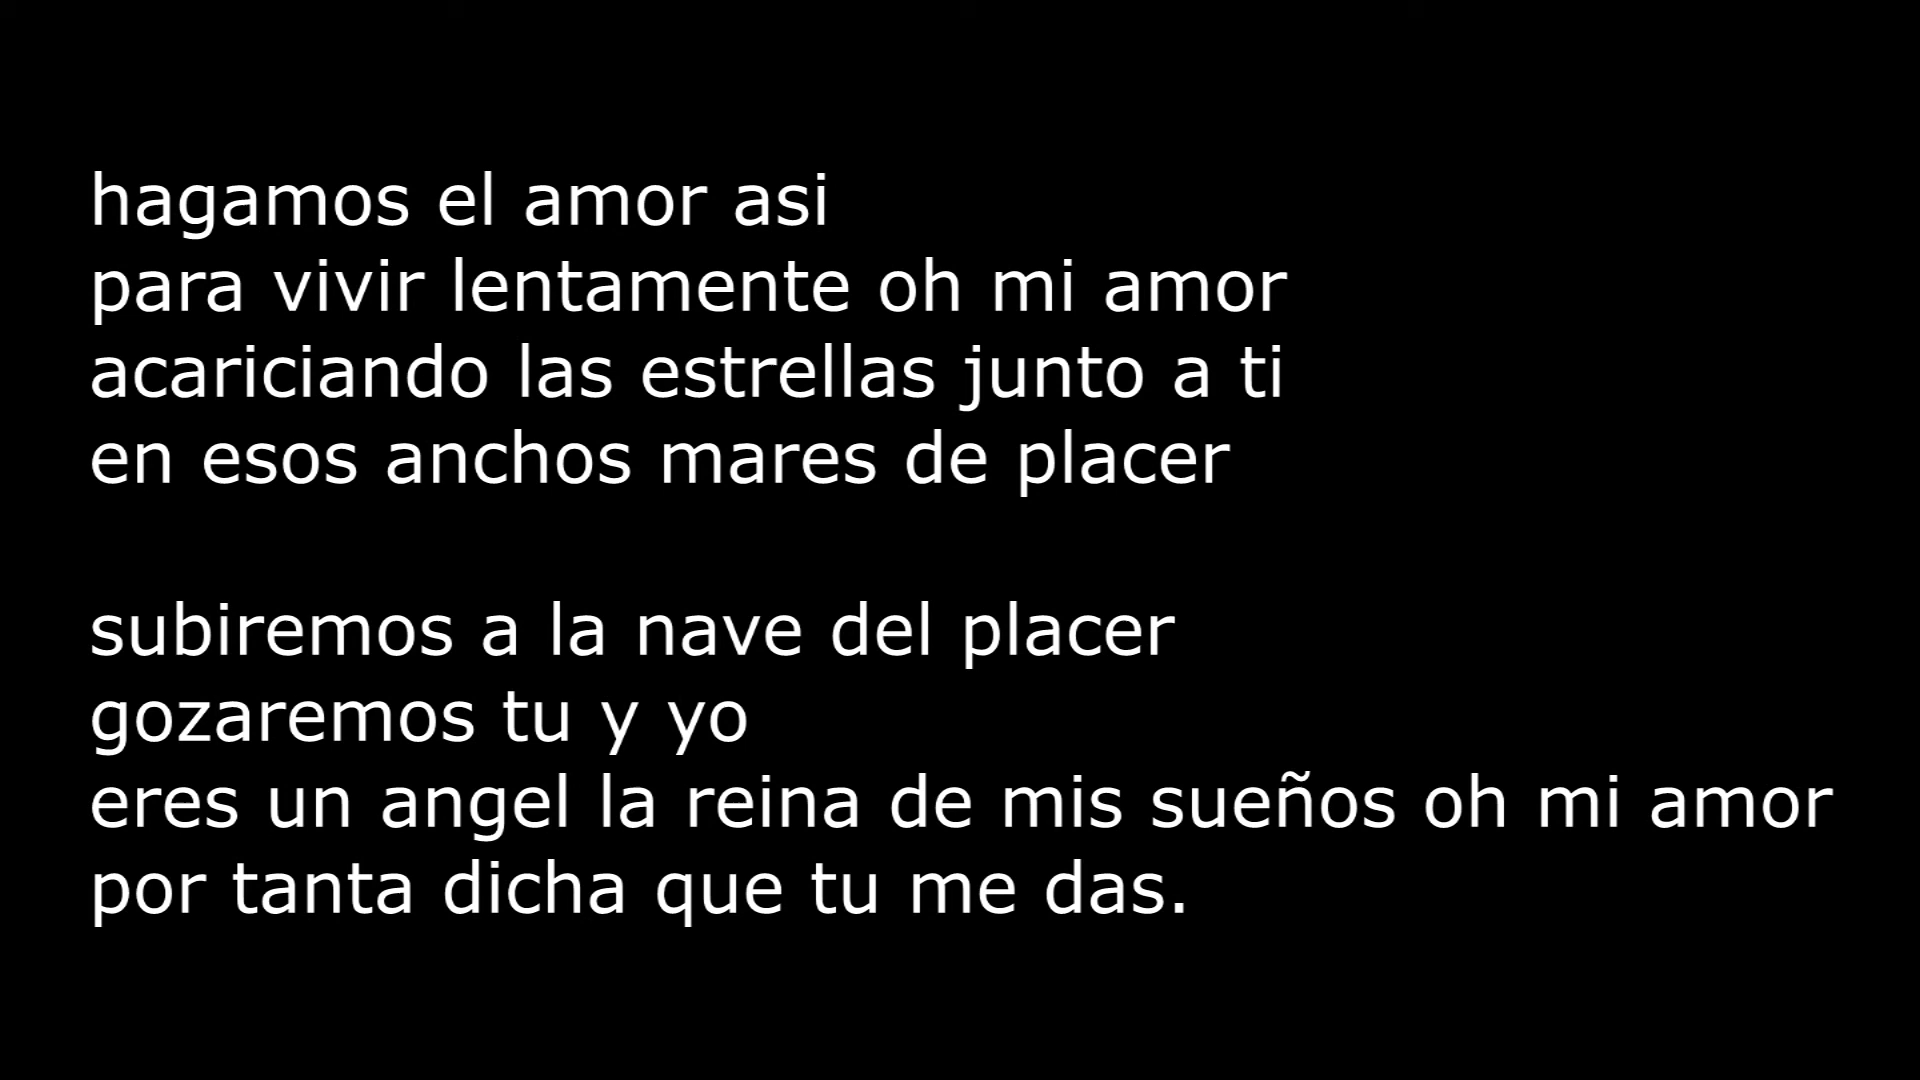 hagamos el amor asi
para vivir lentamente oh mi amor
acariciando las estrellas junto a ti
en esos anchos mares de placer
subiremos a la nave del placer
gozaremos tu y yo
eres un angel la reina de mis sueños oh mi amor
por tanta dicha que tu me das.